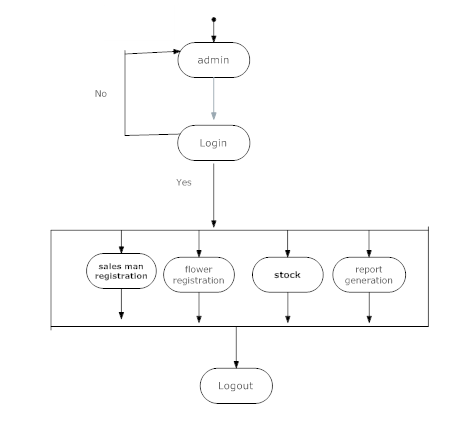 admin
No
Login
Yes
sales man
registration
flower
registration
stock
report
generation
Logout